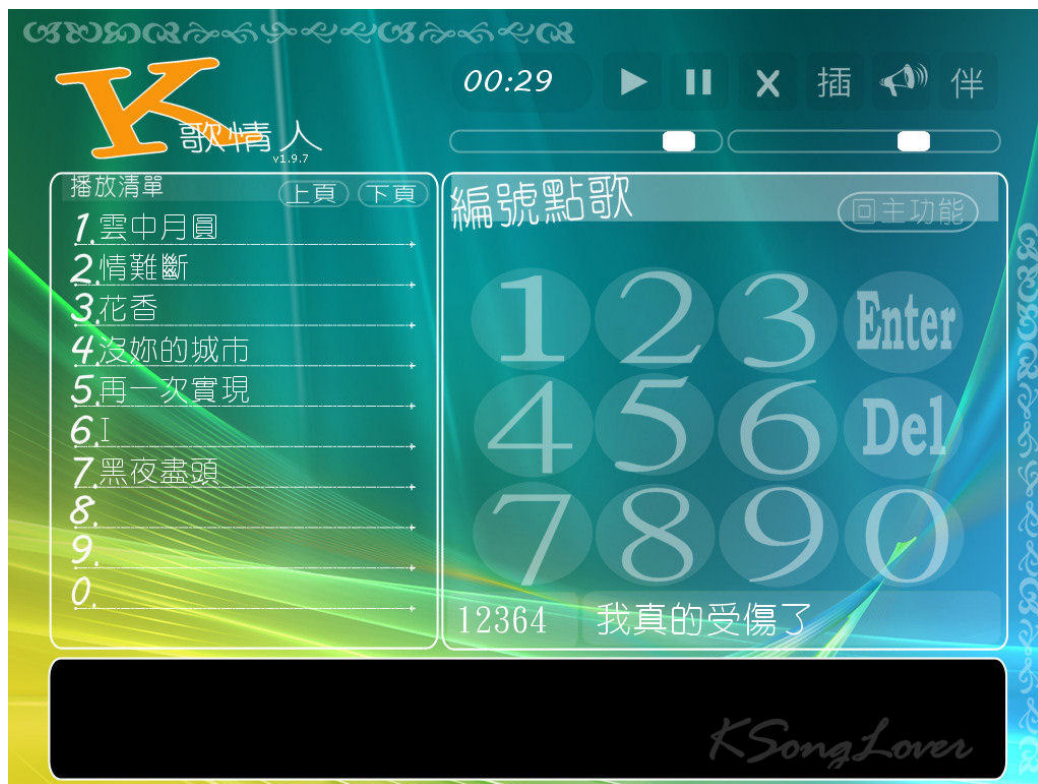 K歌情人
v1.9.7
00:29
插
伴
播放清單
上頁
下頁
1.雲中月圓
2.情難斷
3.花香
4.沒妳的城市
5.再一次實現
6.I
7.黑夜盡頭
8.
9.
0.
編號點歌
回主功能
1 2 3 Enter
4 5 6 Del
7 8 9 0
12364 我真的受傷了
KSongLover